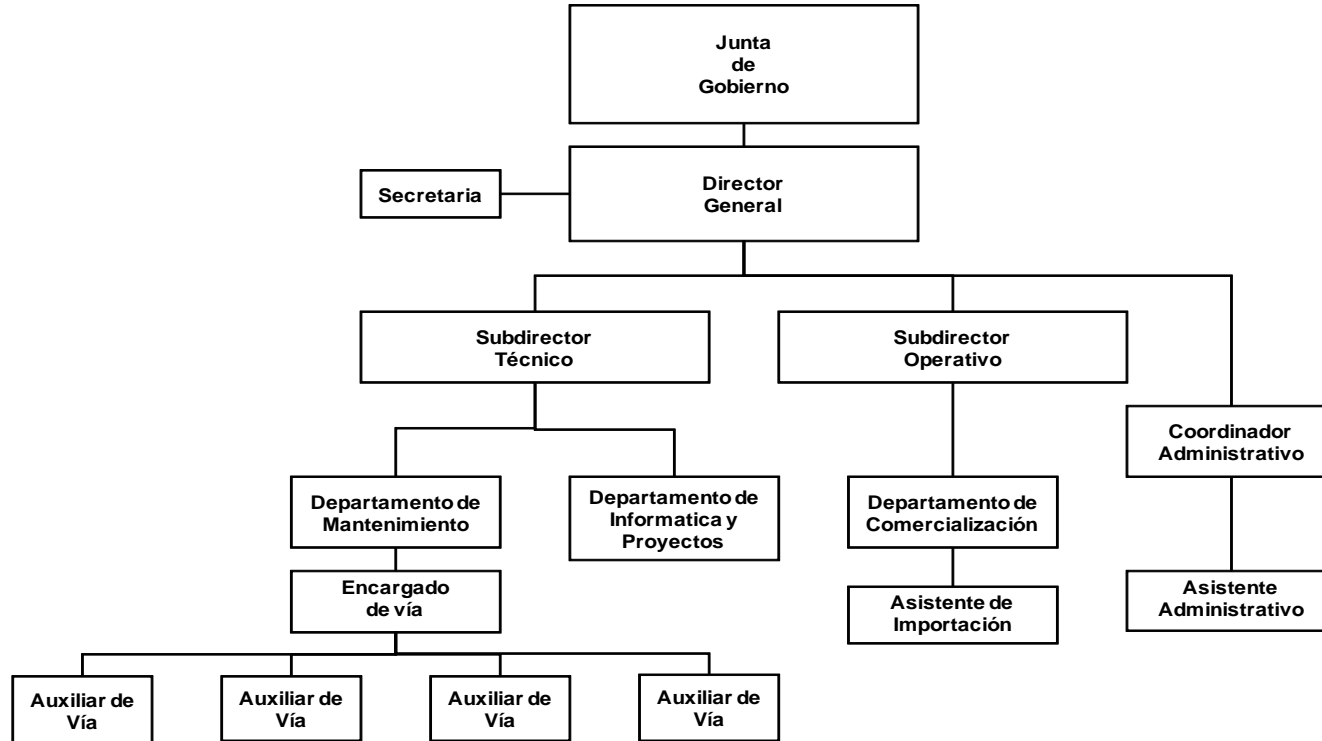 Junta
de
Gobierno
Secretaria
Director
General
Subdirector
Técnico
Subdirector
Operativo
Coordinador
Administrativo
Departamento de
Mantenimiento
Departamento de
Informatica y
Proyectos
Departamento de
Comercialización
Encargado
de vía
Asistente de
Importación
Asistente
Administrativo
Auxiliar de
Vía
Auxiliar de
Vía
Auxiliar de
Vía
Auxiliar de
Vía